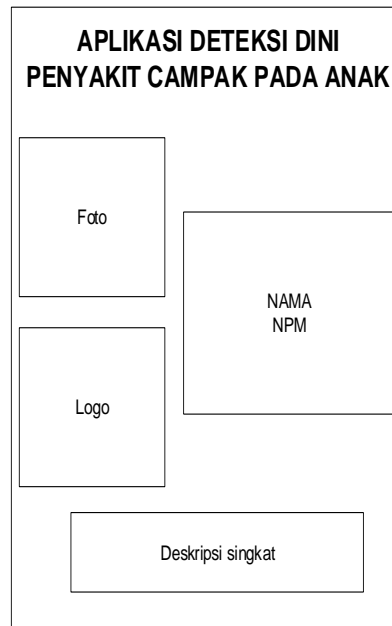 APLIKASI DETEKSI DINI
PENYAKIT CAMPAK PADA ANAK
Foto
NAMA
NPM
Logo
Deskripsi singkat